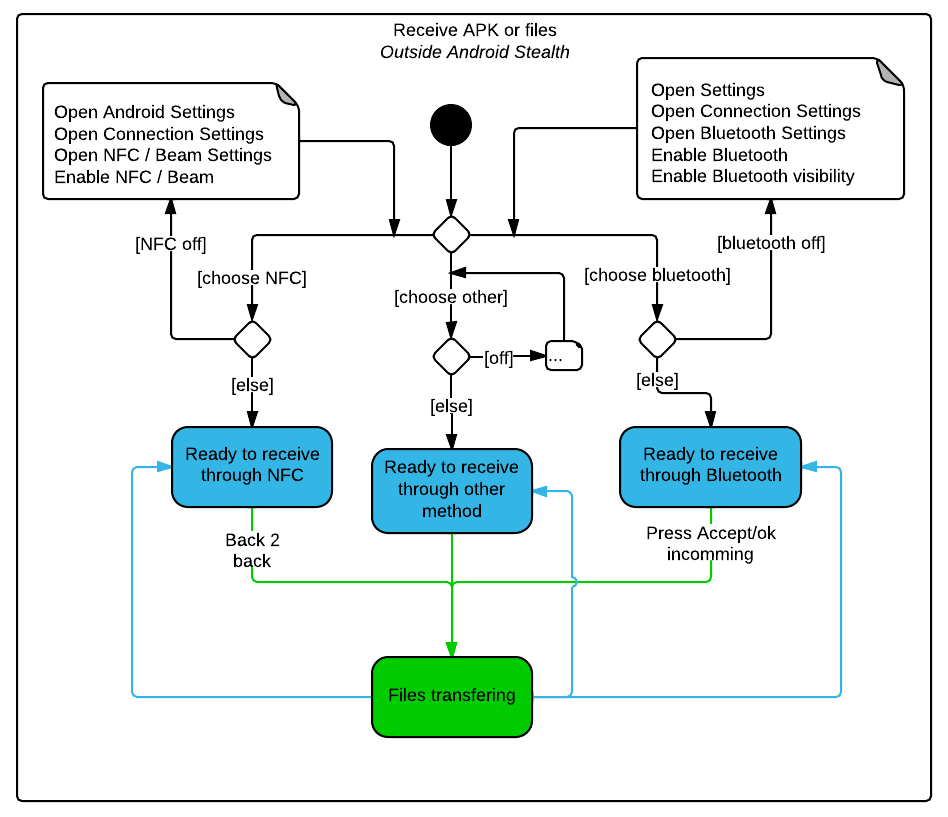 Receive APK or files
Outside Android Stealth
Open Android Settings
Open Connection Settings
Open NFC / Beam Settings
Enable NFC / Beam
Open Settings
Open Connection Settings
Open Bluetooth Settings
Enable Bluetooth
Enable Bluetooth visibility
[NFC off]
[bluetooth off]
[choose NFC]
[choose other]
[choose bluetooth]
[off]
...
[else]
[else]
[else]
Ready to receive
through NFC
Ready to receive
through other
method
Ready to receive
through Bluetooth
Back 2
back
Press Accept/ok
incomming
Files transfering